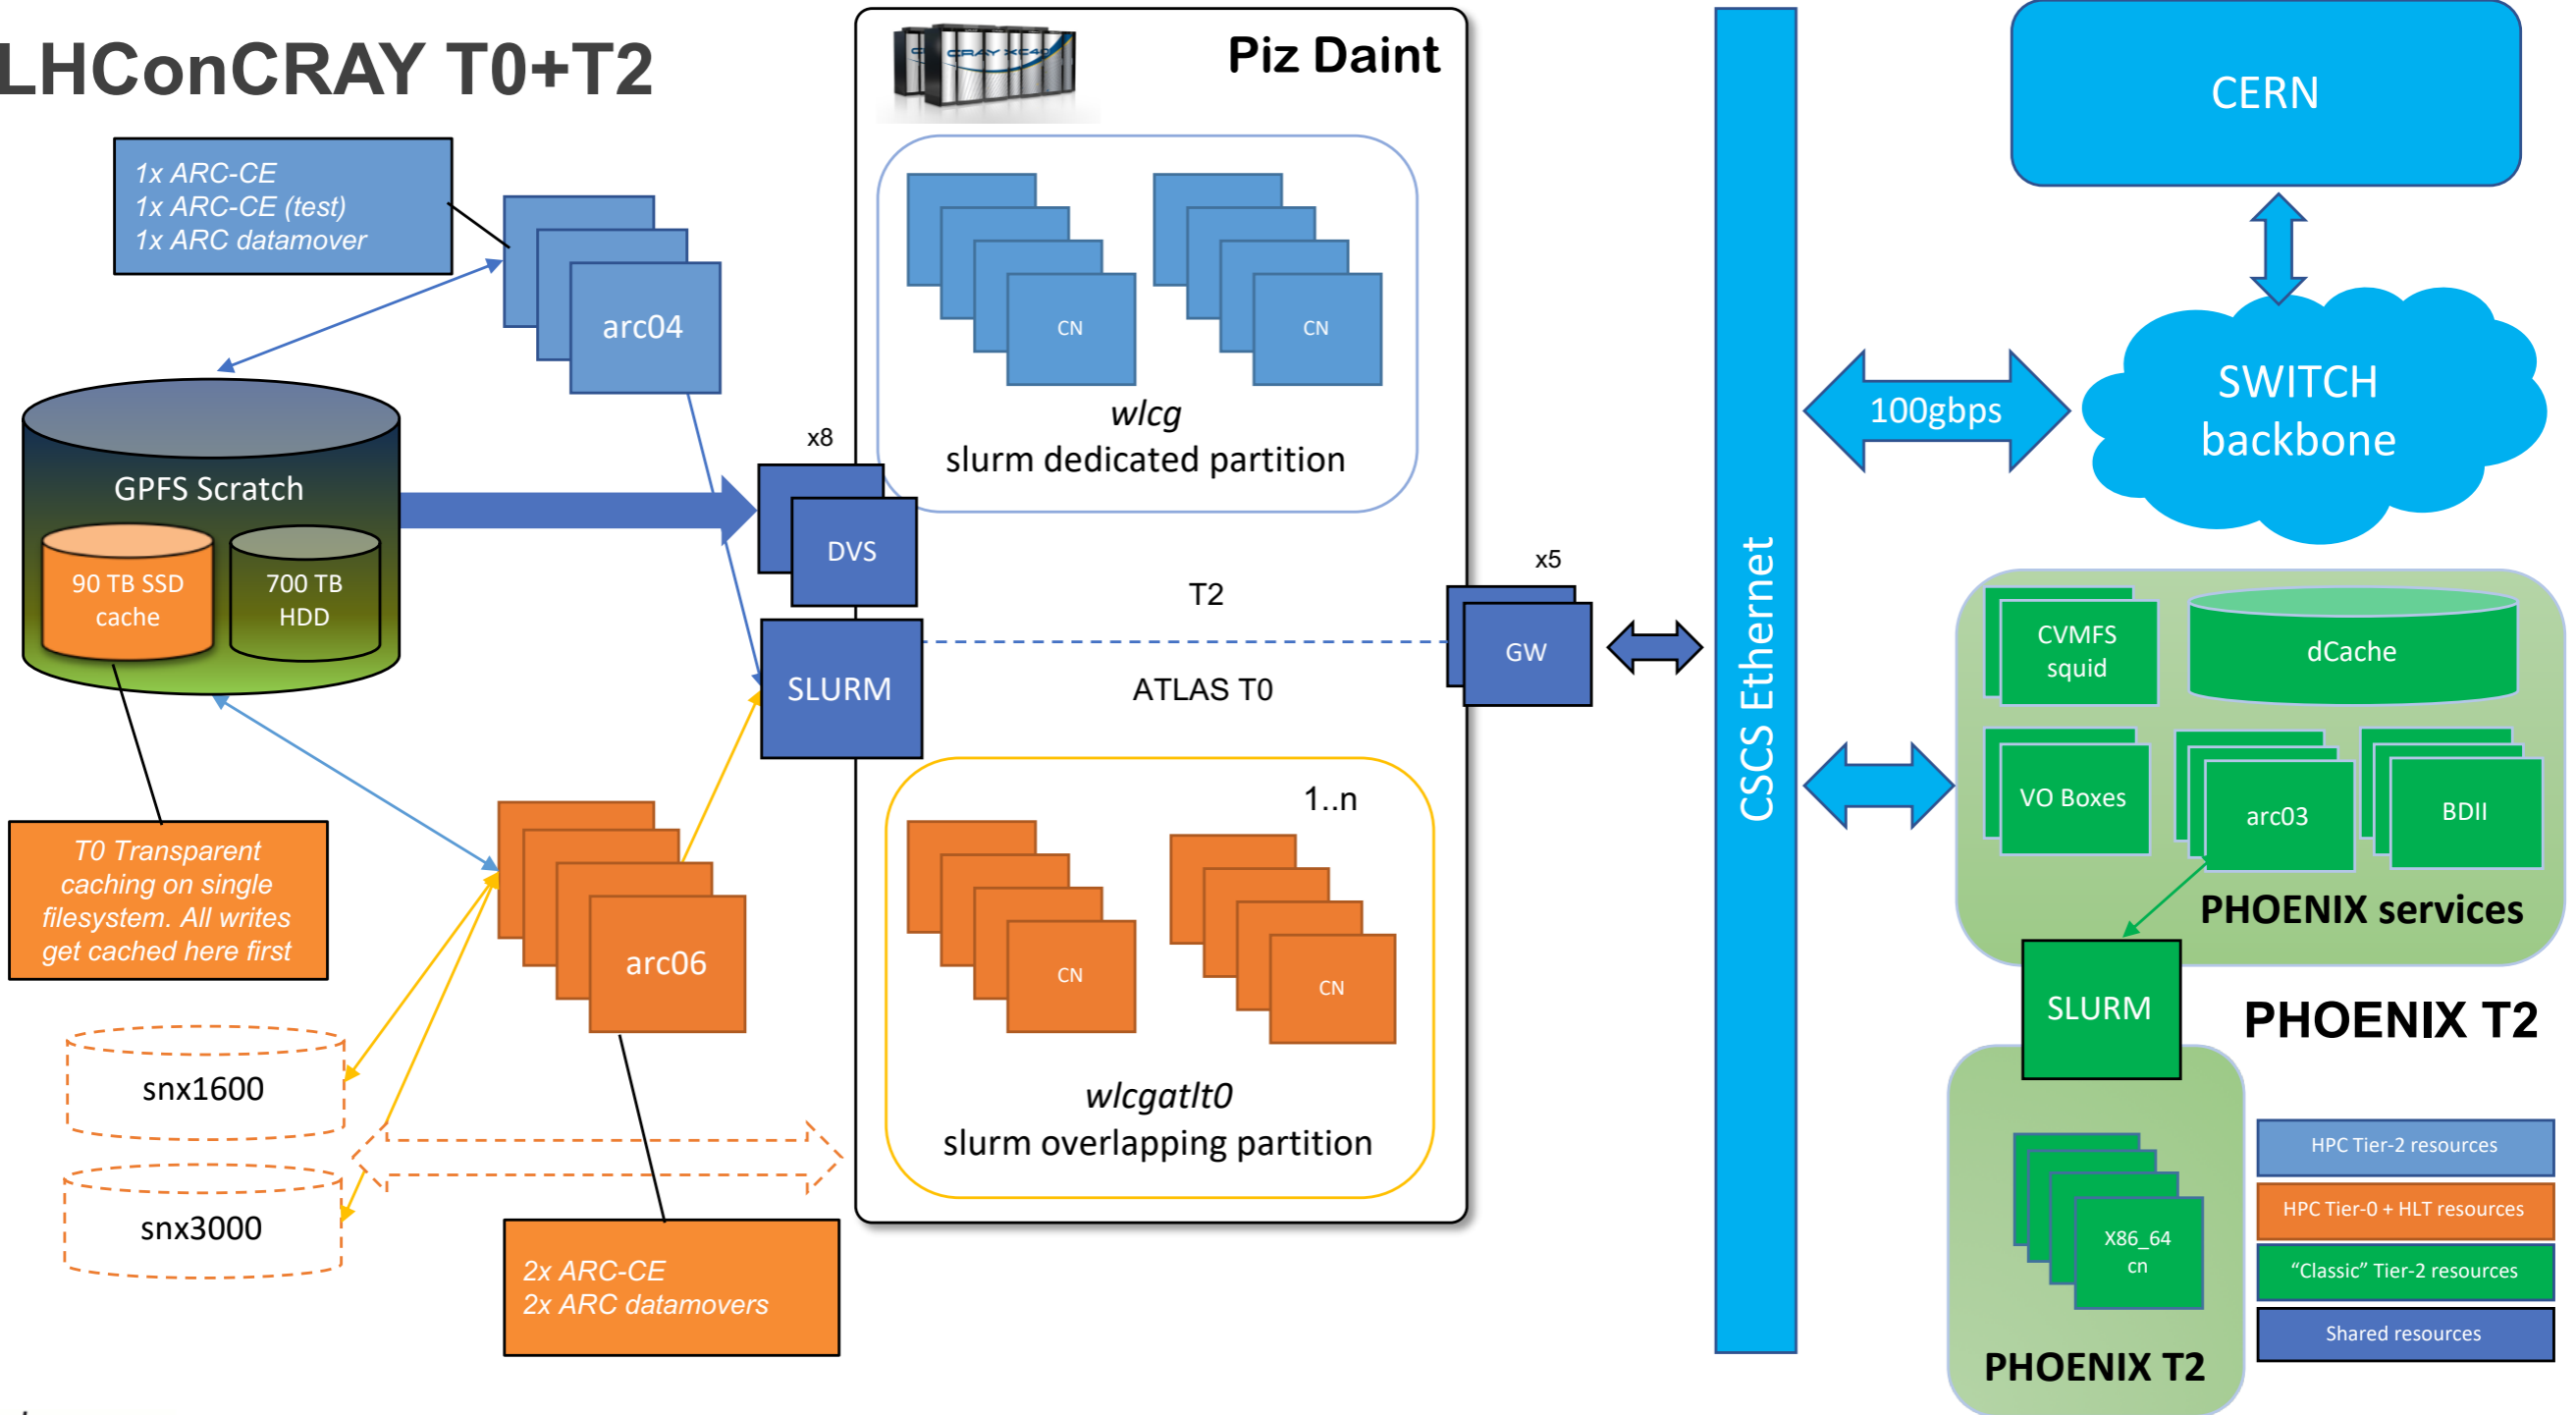 LHConCRAY T0+T2
1x ARC-CE
1x ARC-CE (test)
1x ARC datamover
arc04
GPFS Scratch
90 TB SSD
cache
700 TB
HDD
T0 Transparent
caching on single
filesystem. All writes
get cached here first
snx1600
snx3000
arc06
2x ARC-CE
2x ARC datamovers
x8
DVS
SLURM
CRAY XC40
Piz Daint
CN
CN
wlcg
slurm dedicated partition
T2
ATLAS T0
1..n
CN
CN
wlcgatlt0
slurm overlapping partition
x5
GW
CSCS Ethernet
CERN
100gbps
SWITCH
backbone
CVMFS
squid
dCache
VO Boxes
arc03
BDII
PHOENIX services
SLURM
PHOENIX T2
X86_64
cn
PHOENIX T2
HPC Tier-2 resources
HPC Tier-0 + HLT resources
“Classic” Tier-2 resources
Shared resources